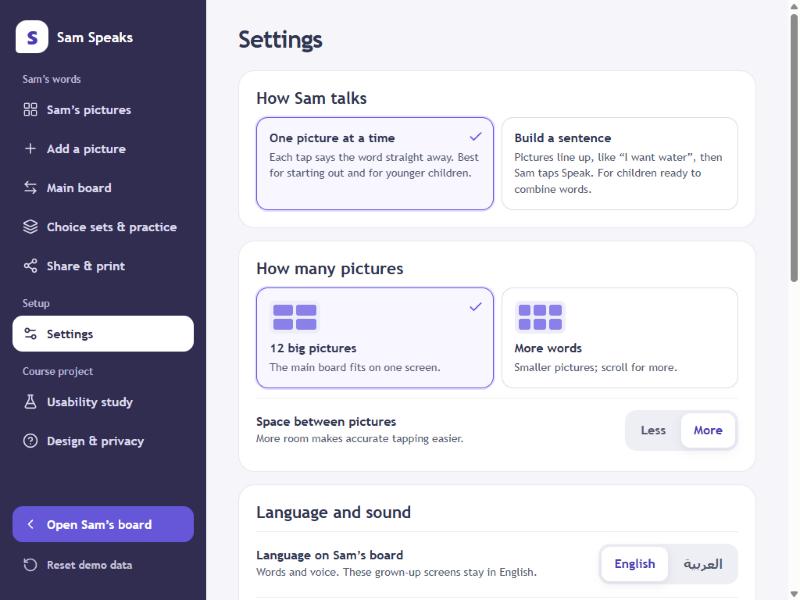 S Sam Speaks
Sam's words
Sam's pictures
Add a picture
Main board
Choice sets & practice
Share & print
Setup
Settings
Course project
Usability study
Design & privacy
Open Sam's board
Reset demo data
Settings
How Sam talks
One picture at a time
Each tap says the word straight away. Best
for starting out and for younger children.
Build a sentence
Pictures line up, like “I want water”, then
Sam taps Speak. For children ready to
combine words.
How many pictures
12 big pictures
The main board fits on one screen.
More words
Smaller pictures; scroll for more.
Space between pictures
More room makes accurate tapping easier.
Less More
Language and sound
Language on Sam's board
Words and voice. These grown-up screens stay in English.
English العربية